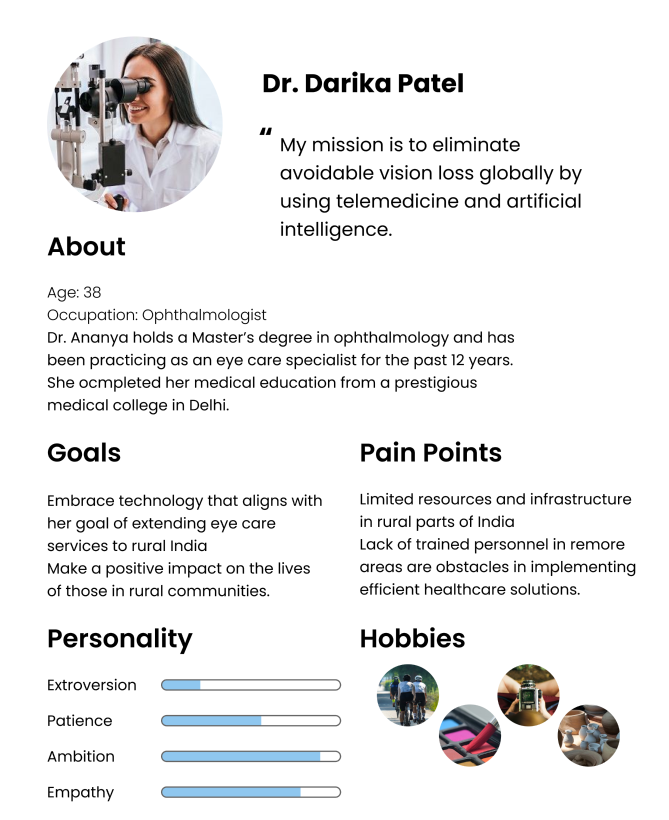 Dr. Darika Patel
“ My mission is to eliminate
avoidable vision loss globally by
using telemedicine and artificial
intelligence.
About
Age: 38
Occupation: Ophthalmologist
Dr. Ananya holds a Master’s degree in ophthalmology and has
been practicing as an eye care specialist for the past 12 years.
She ocmpleted her medical education from a prestigious
medical college in Delhi.
Goals
Embrace technology that aligns with
her goal of extending eye care
services to rural India
Make a positive impact on the lives
of those in rural communities.
Pain Points
Limited resources and infrastructure
in rural parts of India
Lack of trained personnel in remore
areas are obstacles in implementing
efficient healthcare solutions.
Personality
Extroversion
Patience
Ambition
Empathy
Hobbies